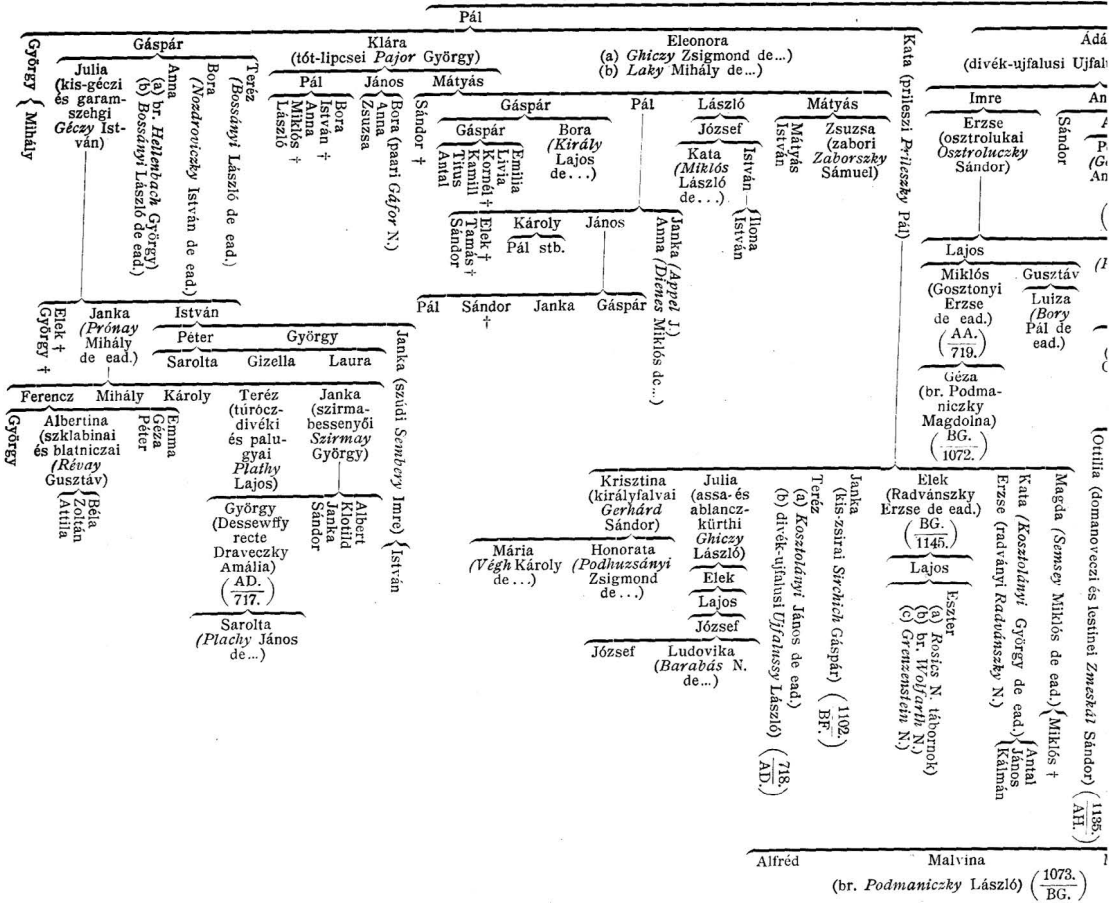 Pál
György { Mihály
Gáspár
Julia
(kis-géczi
és garam-
szehgi
Géczy Ist-
ván)
Anna
(a) br. Hellenbach György)
(b) Bossányi László de ead.)
Bora
(Nozdroviczky István de ead.)
Teréz
(Bossányi László de ead.)
Klára
(tót-lipcsei Pajor György)
Pál
János
Mátyás
László
Miklós †
Anna
István †
Bora
Zsuzsa
Bora (paari Gáfor N.)
Eleonora
(a) Ghiczy Zsigmond de...)
(b) Laky Mihály de...)
Sándor †
Gáspár
Pál
László
Mátyás
Gáspár
Bora
(Király
Lajos
de...)
Antal
Titus
Kamill
Kornél †
Livia
Emilia
József
Kata
(Miklós
László
de...)
István
István
Ilona
István
Mátyás
Zsuzsa
(zabori
Zaborszky
Sámuel)
Károly
János
Sándor
Tamás †
Elek †
Pál stb.
Anna (Dienes Miklós de...)
Janka (Appel J.)
Pál
Sándor
†
Janka
Gáspár
Kata (prileszi Prileszky Pál)
Ádá
(divék-ujfalusi Ujfalu
Imre
An
Erzse
(osztrolukai
Osztroluczky
Sándor)
Sándor
Lajos
Miklós
(Gosztonyi
Erzse
de ead.)
(AA.
719.)
Gusztáv
Luiza
(Bory
Pál de
ead.)
Géza
(br. Podma-
niczky
Magdolna)
(BG.
1072.)
György †
Elek †
Janka
(Prónay
Mihály
de ead.)
István
Péter
György
Sarolta
Gizella
Laura
Janka (szúdi Sembery Imre) { István
Ferencz
Mihály
Károly
Teréz
(túrócz-
divéki
és palu-
gyai
Plathy
Lajos)
Janka
(szirma-
bessenyői
Szirmay
György)
György
Albertina
(szklabinai
és blatniczai
(Révay
Gusztáv)
Péter
Géza
Emma
Attila
Zoltán
Béla
György
(Dessewffy
recte
Draveczky
Amália)
(AD.
717.)
Sándor
Janka
Klotild
Albert
Sarolta
(Plachy János
de...)
Krisztina
(királyfalvai
Gerhárd
Sándor)
Julia
(assa- és
ablancz-
kürthi
Ghiczy
László)
Mária
(Végh Károly
de...)
Honorata
(Podhuzsányi
Zsigmond
de...)
Elek
Lajos
József
József
Ludovika
(Barabás N.
de...)
Teréz
(a) Kosztolányi János de ead.)
(b) divék-ujfalusi Ujfalussy László) (718.
AD.)
Janka
(kis-zsirai Sirchich Gáspár) (1102.
BF.)
Elek
(Radvánszky
Erzse de ead.)
(BG.
1145.)
Lajos
Eszter
(a) Rosics N. tábornok)
(b) br. Wolfarth N.)
(c) Grenzenstein N.)
Erzse (radványi Radvánszky N.)
Kata (Kosztolányi György de ead.) { Antal
János
Kálmán
Magda (Semsey Miklós de ead.) { Miklós †
Ottilia (domanoveczi és lestinei Zmeskál Sándor) (1135.
AH.)
Alfréd
Malvina
(br. Podmaniczky László) (1073.
BG.)